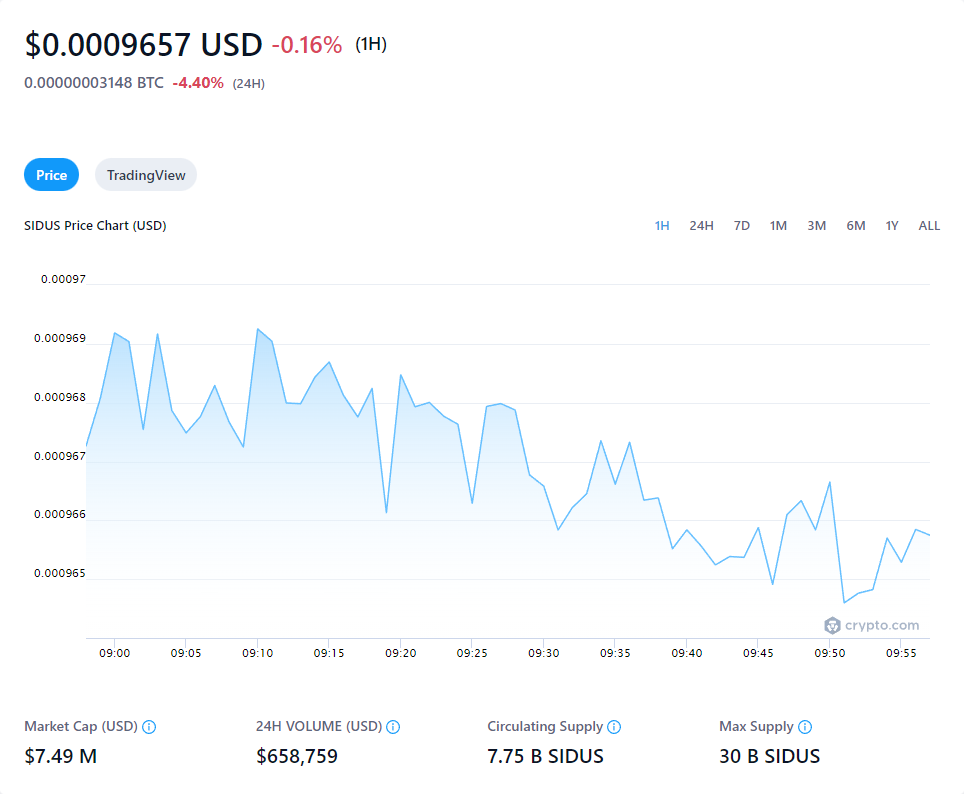 $0.0009657 USD -0.16% (1H)
0.00000003148 BTC -4.40% (24H)
Price TradingView
SIDUS Price Chart (USD) 1H 24H 7D 1M 3M 6M 1Y ALL
0.00097
0.000969
0.000968
0.000967
0.000966
0.000965
crypto.com
09:00 09:05 09:10 09:15 09:20 09:25 09:30 09:35 09:40 09:45 09:50 09:55
Market Cap (USD) 24H VOLUME (USD) Circulating Supply Max Supply
$7.49 M $658,759 7.75 B SIDUS 30 B SIDUS